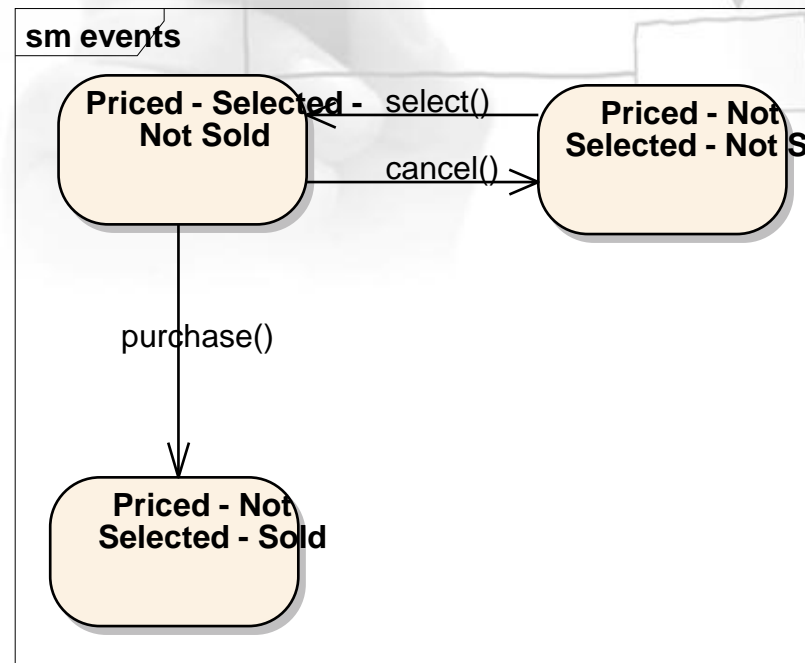 sm events
Priced - Selected -
Not Sold
select()
cancel()
Priced - Not
Selected - Not S
purchase()
Priced - Not
Selected - Sold